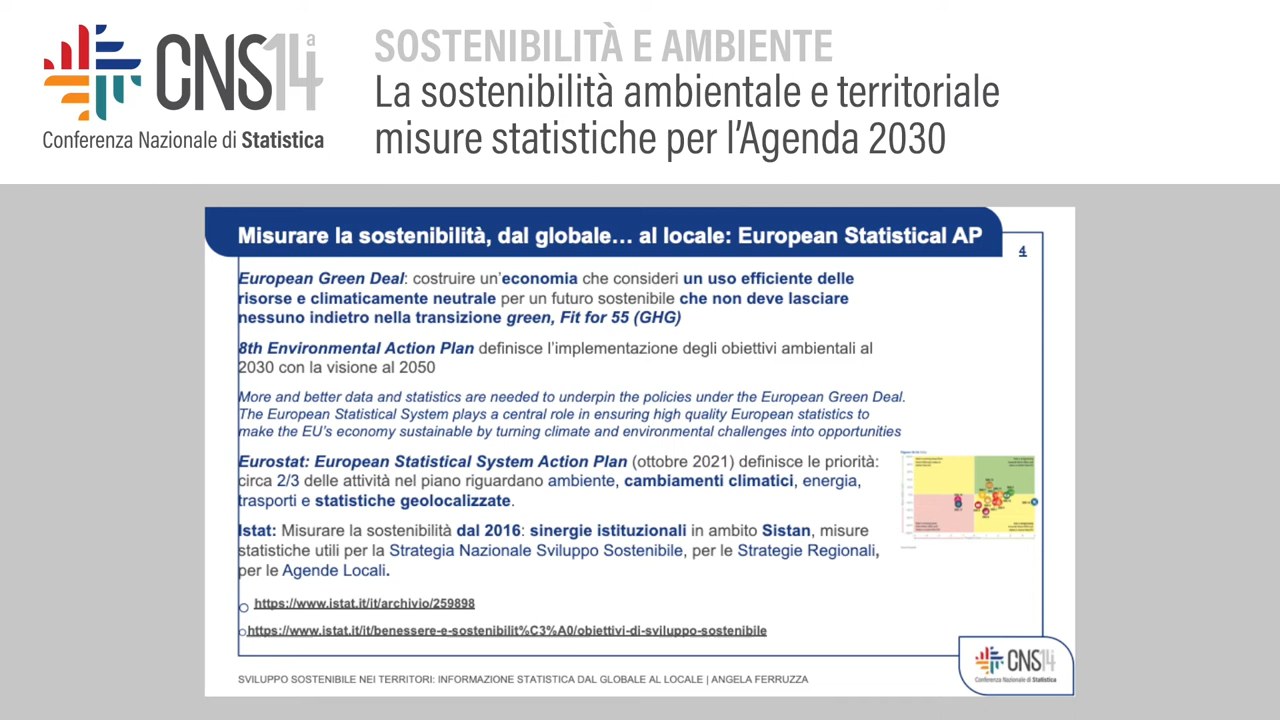 CNS14a
Conferenza Nazionale di Statistica
SOSTENIBILITÀ E AMBIENTE
La sostenibilità ambientale e territoriale
misure statistiche per l'Agenda 2030
Misurare la sostenibilità, dal globale… al locale: European Statistical AP
4
European Green Deal: costruire un'economia che consideri un uso efficiente delle
risorse e climaticamente neutrale per un futuro sostenibile che non deve lasciare
nessuno indietro nella transizione green, Fit for 55 (GHG)
8th Environmental Action Plan definisce l'implementazione degli obiettivi ambientali al
2030 con la visione al 2050
More and better data and statistics are needed to underpin the policies under the European Green Deal.
The European Statistical System plays a central role in ensuring high quality European statistics to
make the EU's economy sustainable by turning climate and environmental challenges into opportunities
Eurostat: European Statistical System Action Plan (ottobre 2021) definisce le priorità:
circa 2/3 delle attività nel piano riguardano ambiente, cambiamenti climatici, energia,
trasporti e statistiche geolocalizzate.
Istat: Misurare la sostenibilità dal 2016: sinergie istituzionali in ambito Sistan, misure
statistiche utili per la Strategia Nazionale Sviluppo Sostenibile, per le Strategie Regionali,
per le Agende Locali.
https://www.istat.it/it/archivio/259898
https://www.istat.it/it/benessere-e-sostenibilit%C3%A0/obiettivi-di-sviluppo-sostenibile
SVILUPPO SOSTENIBILE NEI TERRITORI: INFORMAZIONE STATISTICA DAL GLOBALE AL LOCALE | ANGELA FERRUZZA
CNS14
Conferenza Nazionale di Statistica